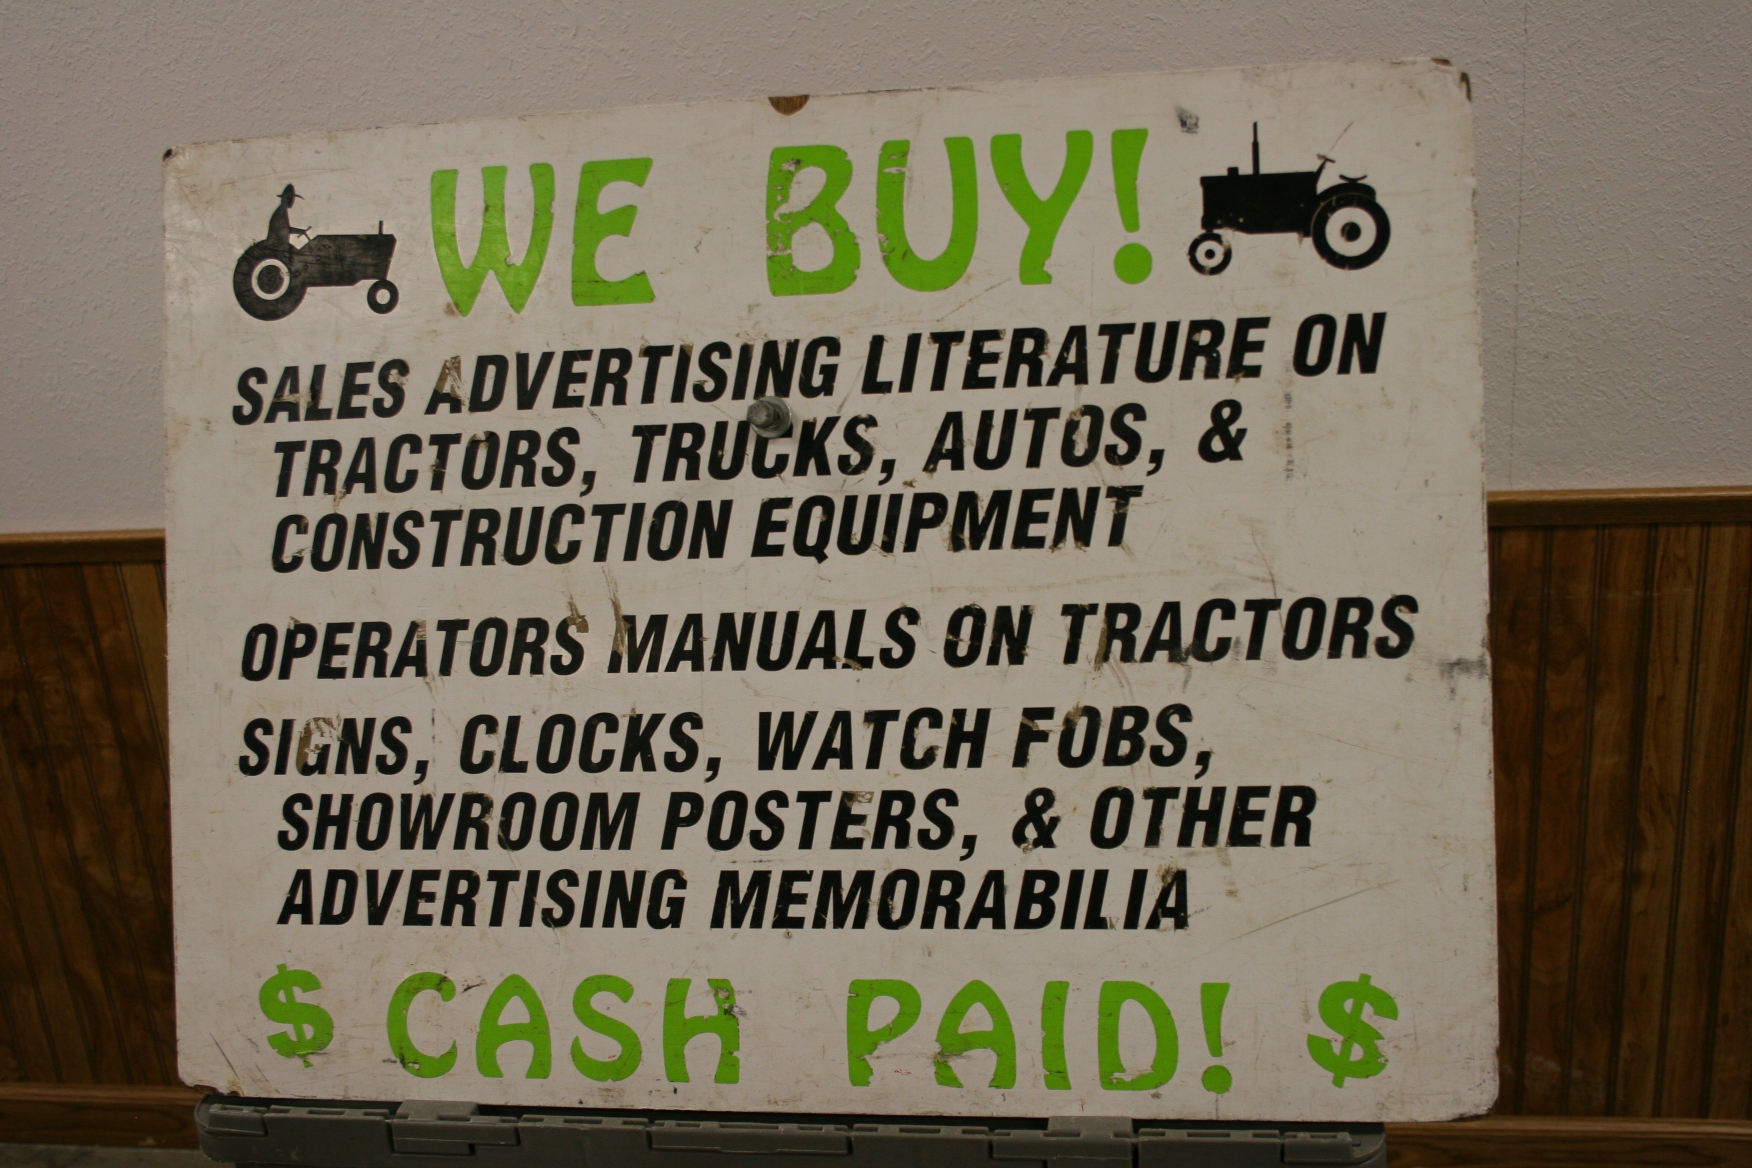 WE BUY!
SALES ADVERTISING LITERATURE ON
TRACTORS, TRUCKS, AUTOS, &
CONSTRUCTION EQUIPMENT
OPERATORS MANUALS ON TRACTORS
SIGNS, CLOCKS, WATCH FOBS,
SHOWROOM POSTERS, & OTHER
ADVERTISING MEMORABILIA
$ CASH PAID! $